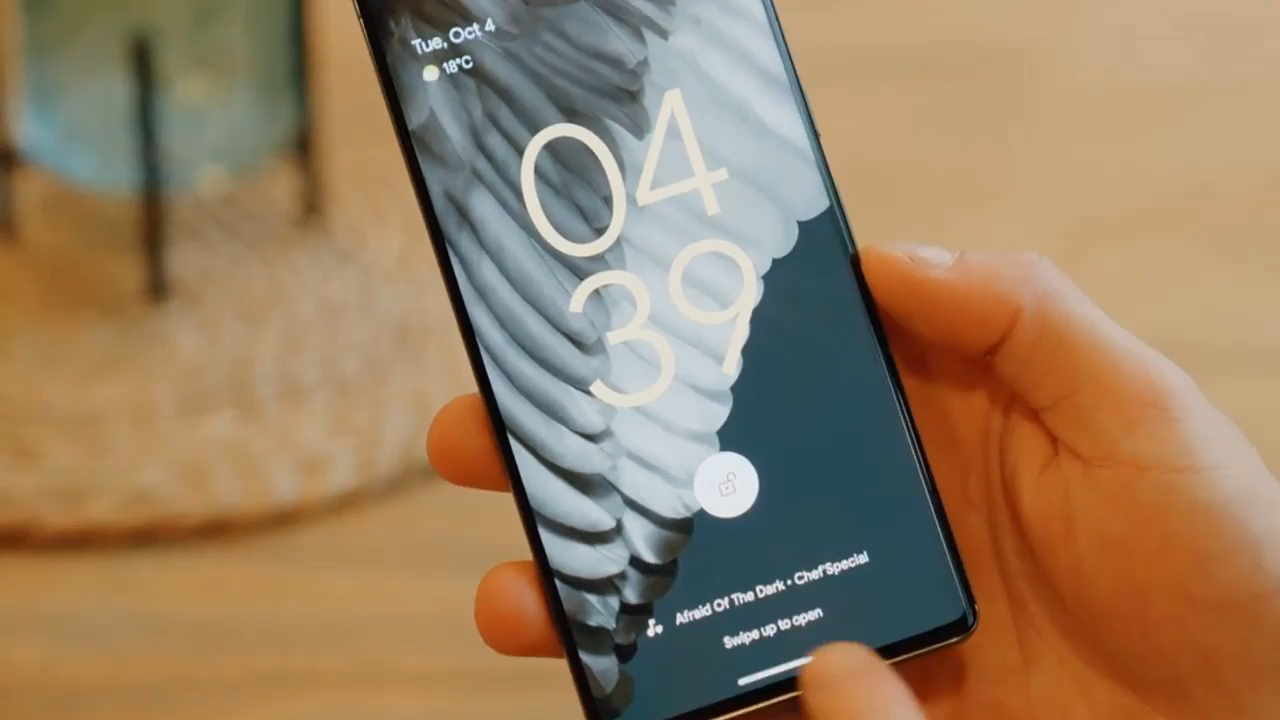 Tue, Oct 4
18°C
04
39
Afraid Of The Dark • Chef'Special
Swipe up to open